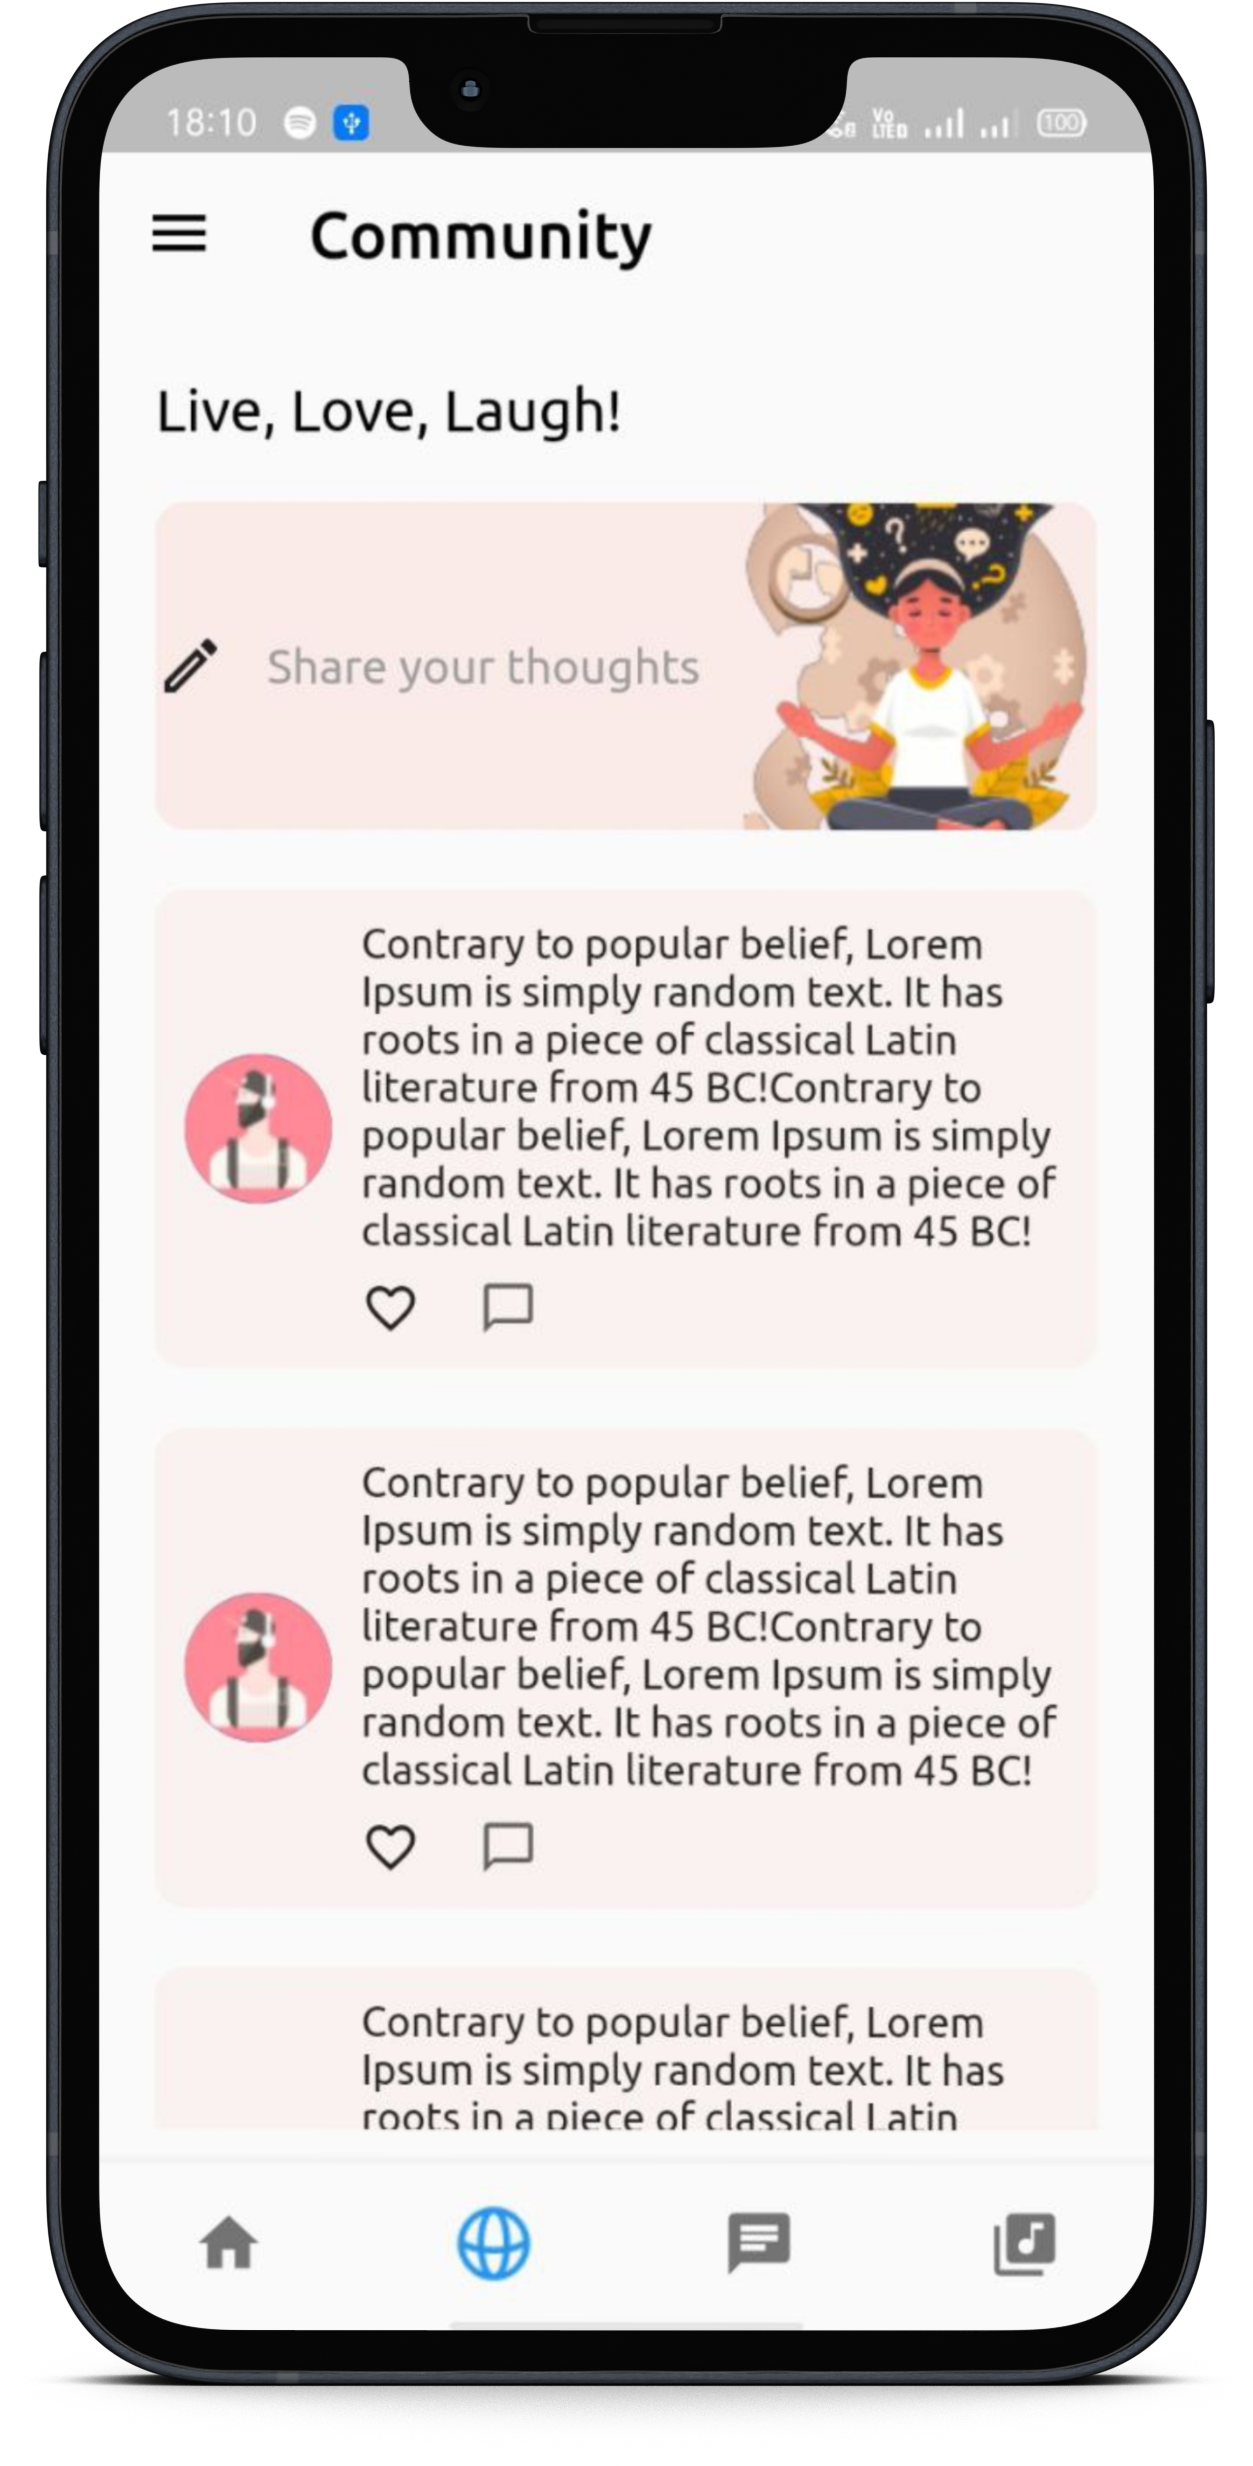 18:10
Vo
LTE
100
Community
Live, Love, Laugh!
Share your thoughts
Contrary to popular belief, Lorem
Ipsum is simply random text. It has
roots in a piece of classical Latin
literature from 45 BC!Contrary to
popular belief, Lorem Ipsum is simply
random text. It has roots in a piece of
classical Latin literature from 45 BC!
Contrary to popular belief, Lorem
Ipsum is simply random text. It has
roots in a piece of classical Latin
literature from 45 BC!Contrary to
popular belief, Lorem Ipsum is simply
random text. It has roots in a piece of
classical Latin literature from 45 BC!
Contrary to popular belief, Lorem
Ipsum is simply random text. It has
roots in a piece of classical Latin